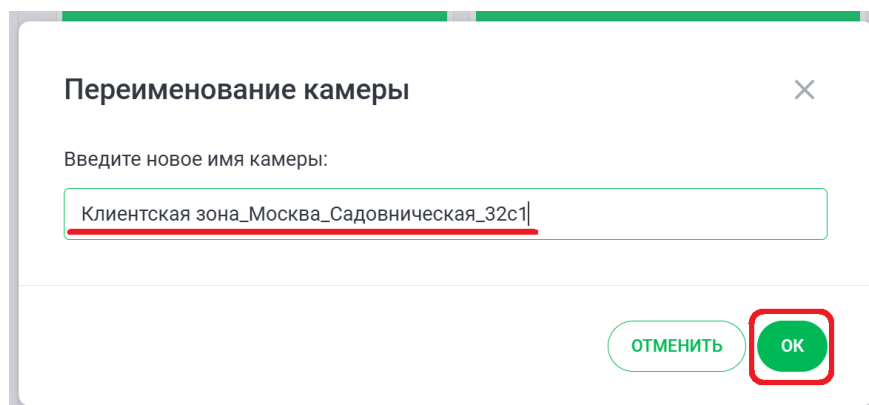 Переименование камеры
Введите новое имя камеры:
Клиентская зона_Москва_Садовническая_32с1
ОТМЕНИТЬ
ОК